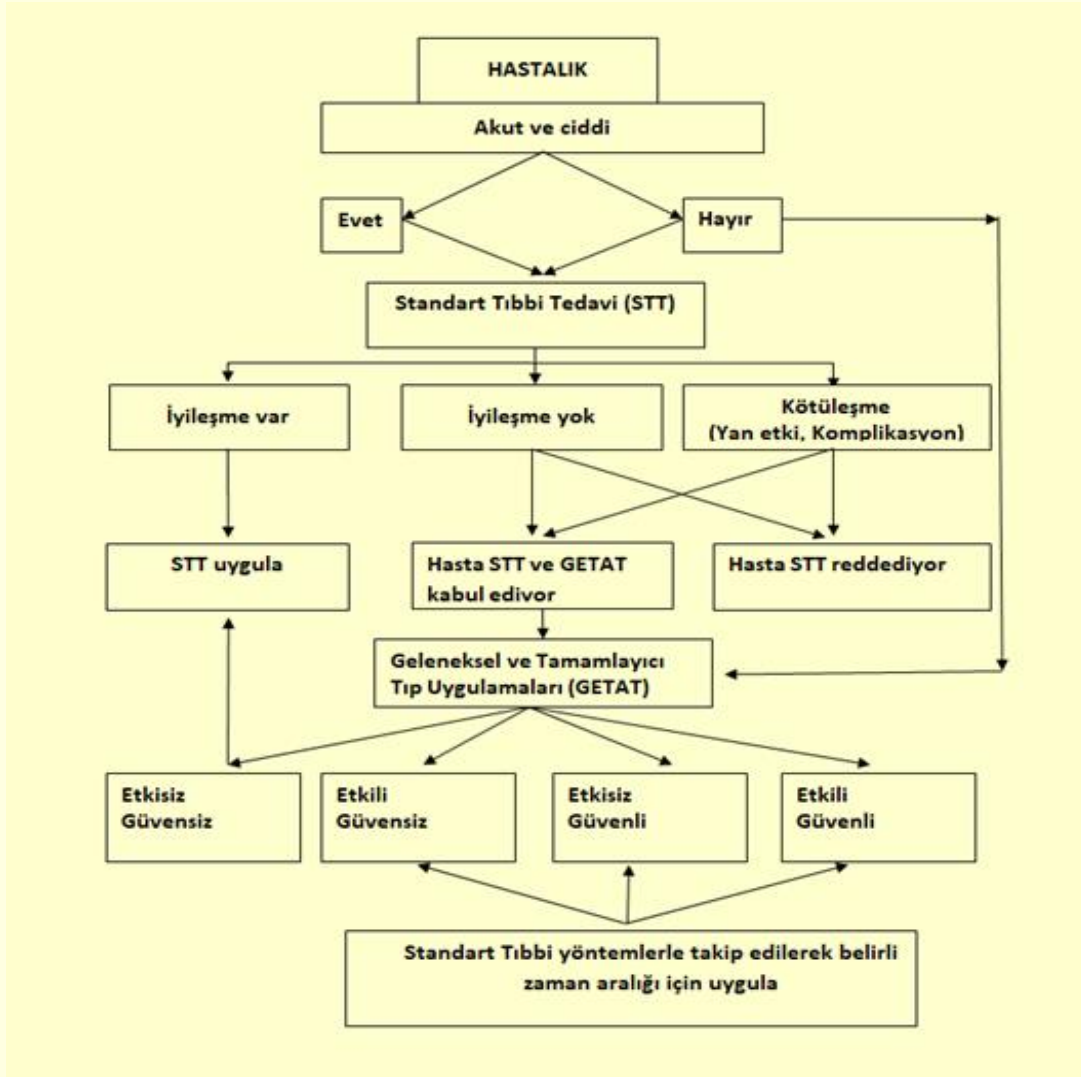 HASTALIK
Akut ve ciddi
Evet
Hayır
Standart Tıbbi Tedavi (STT)
İyileşme var
İyileşme yok
Kötüleşme
(Yan etki, Komplikasyon)
STT uygula
Hasta STT ve GETAT
kabul ediyor
Hasta STT reddediyor
Geleneksel ve Tamamlayıcı
Tıp Uygulamaları (GETAT)
Etkisiz
Güvensiz
Etkili
Güvensiz
Etkisiz
Güvenli
Etkili
Güvenli
Standart Tıbbi yöntemlerle takip edilerek belirli
zaman aralığı için uygula